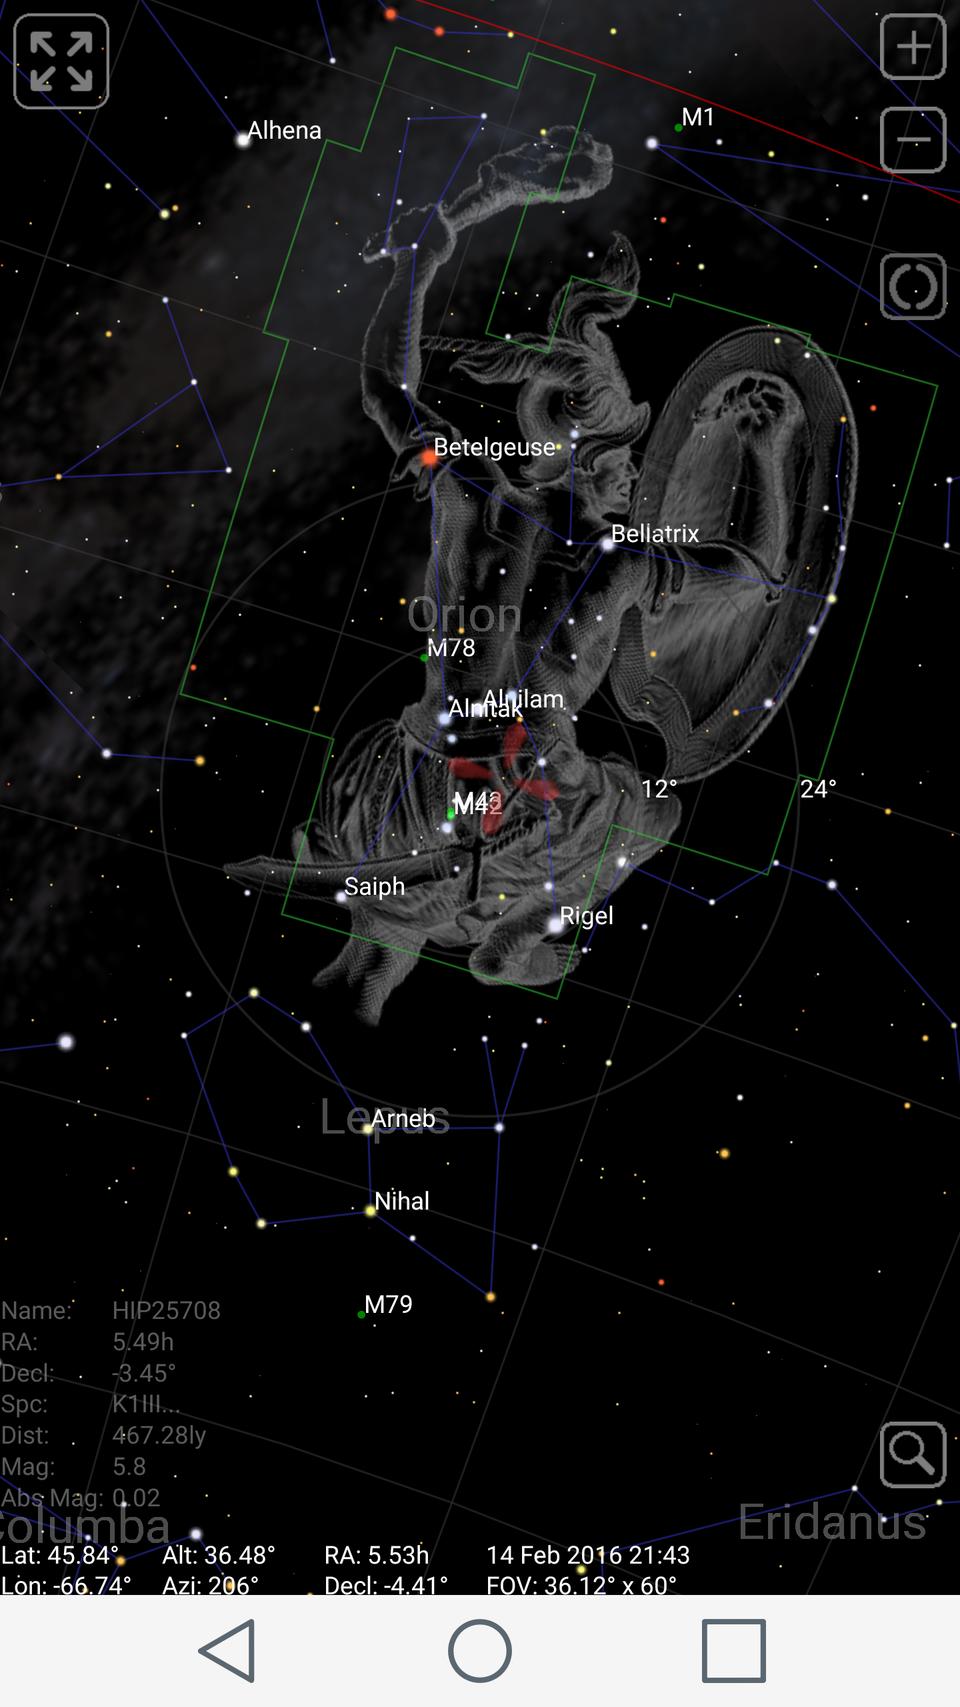 M1
Alhena
Betelgeuse
Bellatrix
Orion
M78
Alnilam
Alnitak
12°
24°
M42
Saiph
Rigel
Lepus
Arneb
Nihal
M79
Name: HIP25708
RA: 5.49h
Decl: -3.45°
Spc: K1III...
Dist: 467.28ly
Mag: 5.8
Abs Mag: 0.02
Columba
Eridanus
Lat: 45.84° Alt: 36.48° RA: 5.53h 14 Feb 2016 21:43
Lon: -66.74° Azi: 206° Decl: -4.41° FOV: 36.12° x 60°